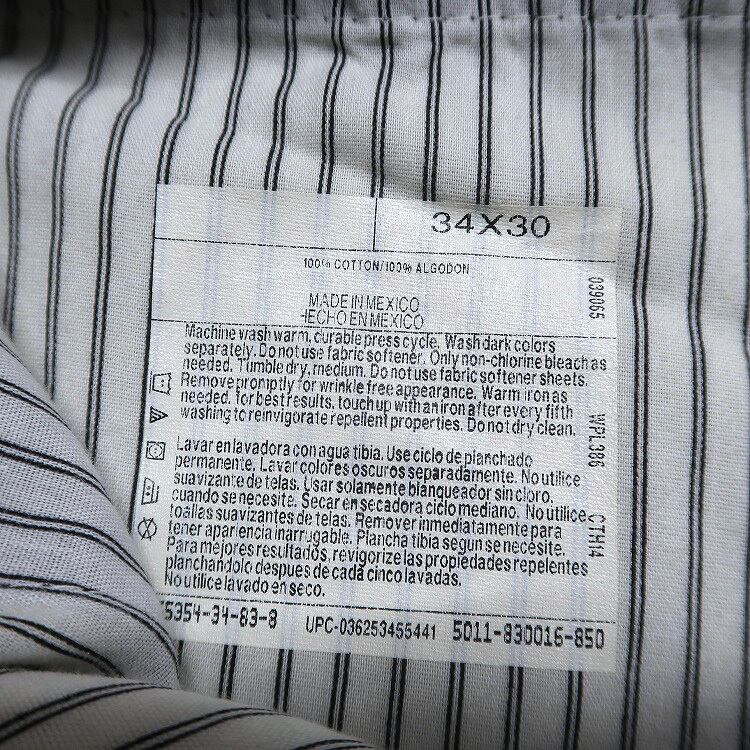 34X30
100% COTTON/100% ALGODON
MADE IN MEXICO
HECHO EN MEXICO
Machine wash warm, durable press cycle. Wash dark colors
separately. Do not use fabric softener. Only non-chlorine bleach as
needed. Tumble dry, medium. Do not use fabric softener sheets.
Remove promptly for wrinkle free appearance. Warm iron as
needed. for best results, touch up with an iron after every fifth
washing to reinvigorate repellent properties. Do not dry clean.
Lavar en lavadora con agua tibia. Use ciclo de planchado
permanente. Lavar colores oscuros separadamente. No utilice
suavizante de telas. Usar solamente blanqueador sin cloro,
cuando se necesite. Secar en secadora ciclo mediano. No utilice
toallas suavizantes de telas. Remover inmediatamente para
tener apariencia inarrugable. Plancha tibia segun se necesite.
Para mejores resultados, revigorize las propiedades repelentes
planchandolo despues de cada cinco lavadas.
No utilice lavado en seco.
5354-34-83-8
UPC-036253455441
5011-830016-850
039065
WPL386
CTH14